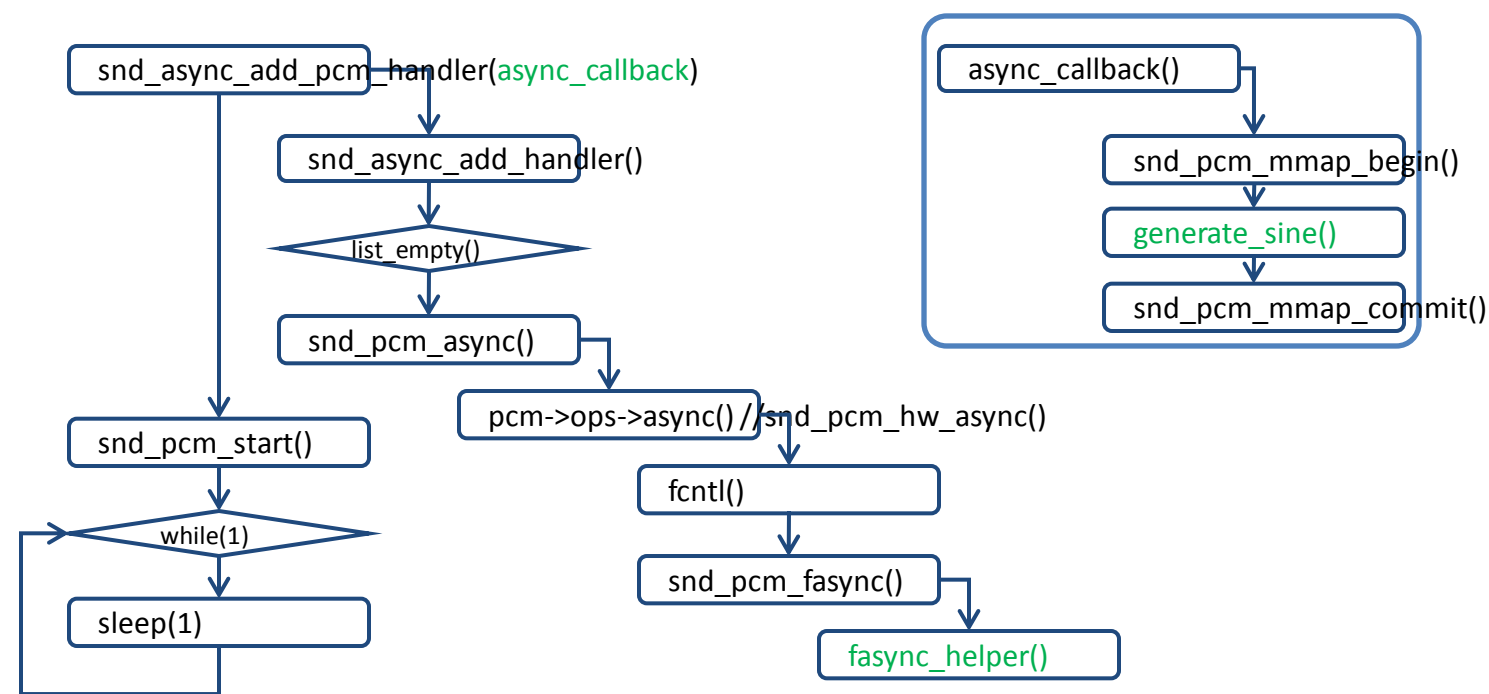 snd_async_add_pcm_handler(async_callback)
snd_async_add_handler()
list_empty()
snd_pcm_async()
pcm->ops->async() //snd_pcm_hw_async()
snd_pcm_start()
fcntl()
while(1)
snd_pcm_fasync()
sleep(1)
fasync_helper()
async_callback()
snd_pcm_mmap_begin()
generate_sine()
snd_pcm_mmap_commit()